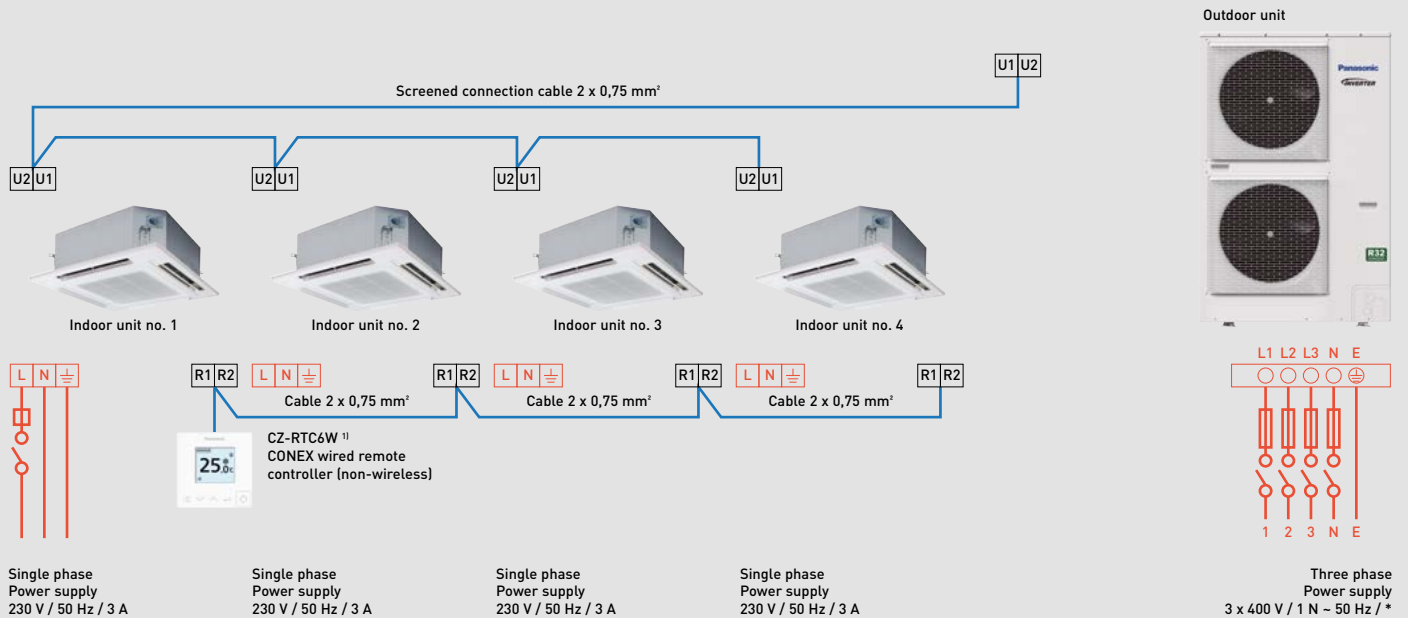 Outdoor unit
U1 U2
Screened connection cable 2 x 0,75 mm²
Panasonic
INVERTER
U2 U1
U2 U1
U2 U1
U2 U1
R32
Indoor unit no. 1
Indoor unit no. 2
Indoor unit no. 3
Indoor unit no. 4
L1 L2 L3 N E
L N
R1 R2
L N
R1 R2
L N
R1 R2
L N
R1 R2
Cable 2 x 0,75 mm²
Cable 2 x 0,75 mm²
Cable 2 x 0,75 mm²
Panasonic
25.0°C
CZ-RTC6W 1)
CONEX wired remote
controller (non-wireless)
1 2 3 N E
Single phase
Power supply
230 V / 50 Hz / 3 A
Single phase
Power supply
230 V / 50 Hz / 3 A
Single phase
Power supply
230 V / 50 Hz / 3 A
Single phase
Power supply
230 V / 50 Hz / 3 A
Three phase
Power supply
3 x 400 V / 1 N ~ 50 Hz / *